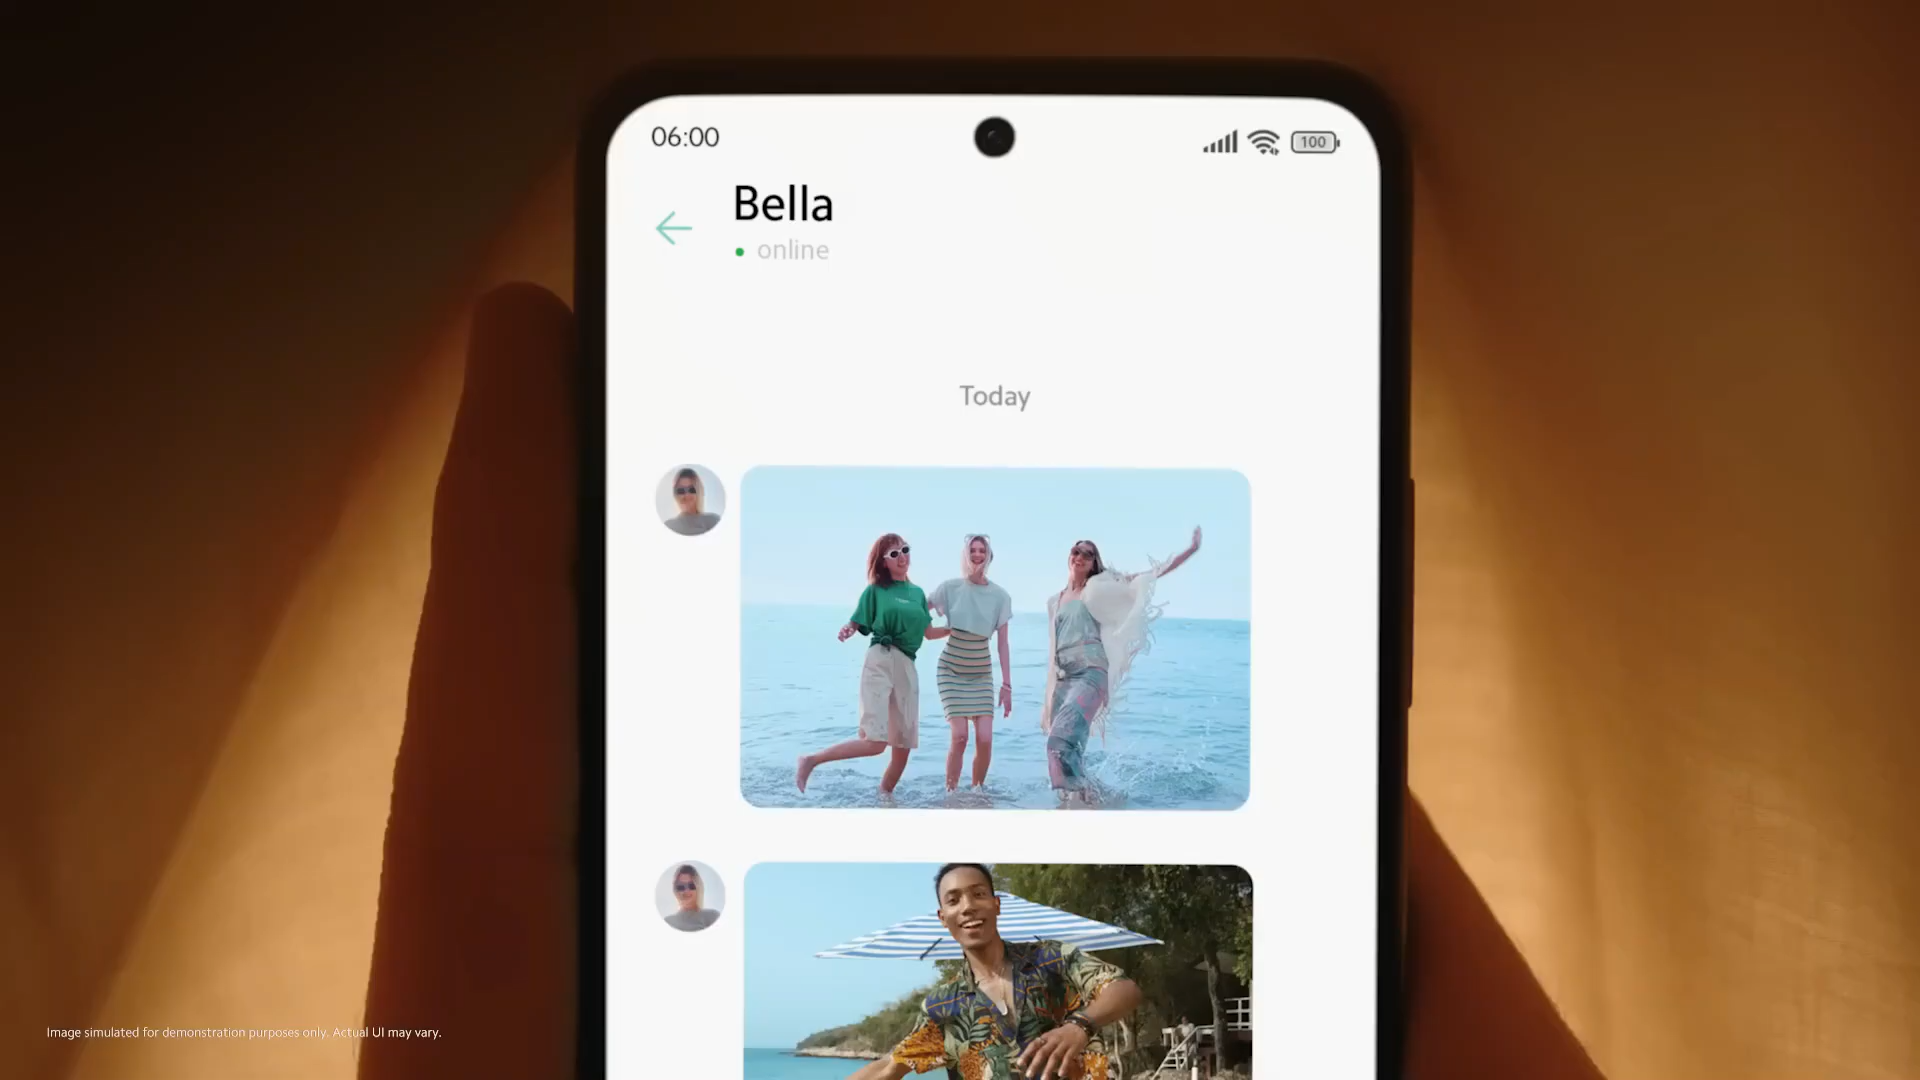 06:00
100
Bella
online
Today
Image simulated for demonstration purposes only. Actual UI may vary.